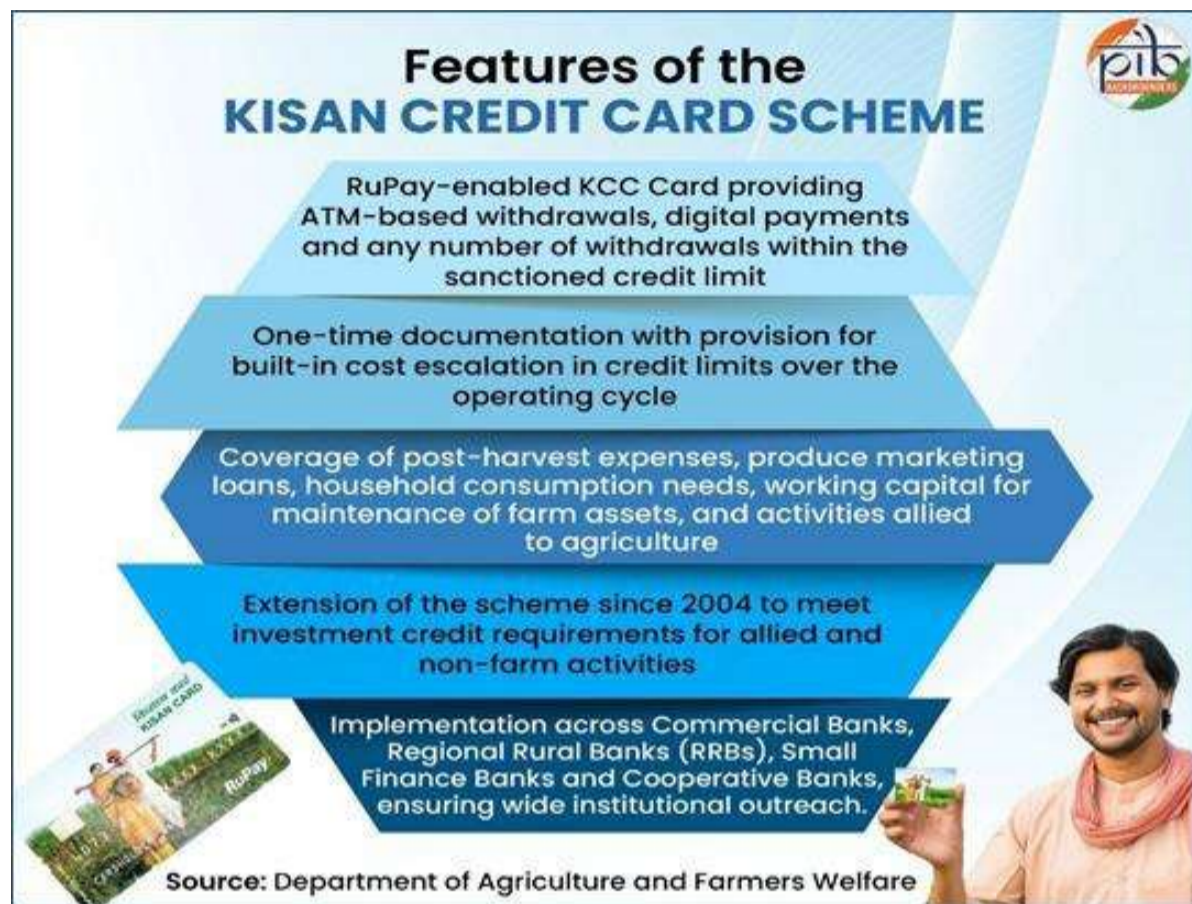 pib
BACKGROUNDERS
Features of the
KISAN CREDIT CARD SCHEME
RuPay-enabled KCC Card providing
ATM-based withdrawals, digital payments
and any number of withdrawals within the
sanctioned credit limit
One-time documentation with provision for
built-in cost escalation in credit limits over the
operating cycle
Coverage of post-harvest expenses, produce marketing
loans, household consumption needs, working capital for
maintenance of farm assets, and activities allied
to agriculture
Extension of the scheme since 2004 to meet
investment credit requirements for allied and
non-farm activities
Implementation across Commercial Banks,
Regional Rural Banks (RRBs), Small
Finance Banks and Cooperative Banks,
ensuring wide institutional outreach.
KISAN CARD
RuPay
Source: Department of Agriculture and Farmers Welfare